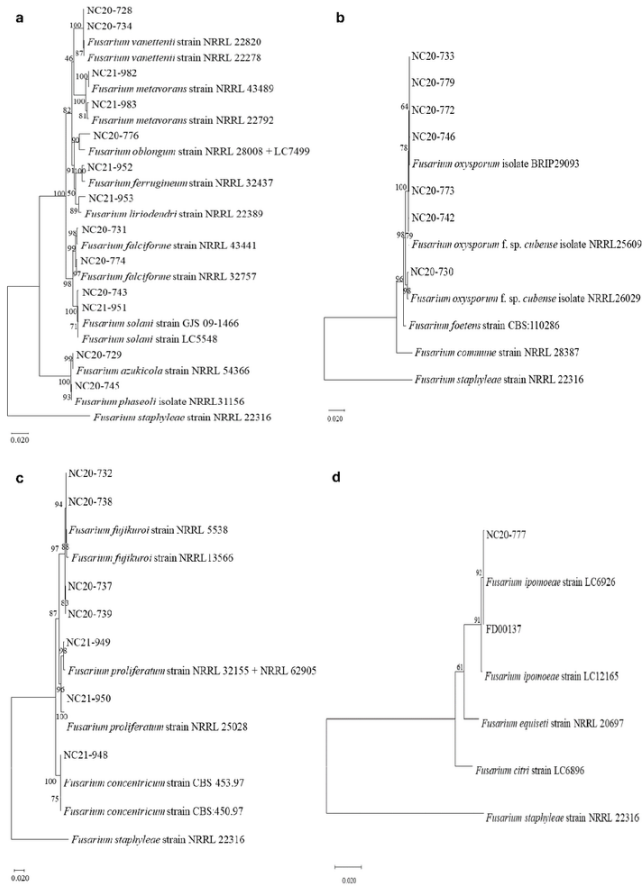 a
NC20-728
100
NC20-734
Fusarium vanettenii strain NRRL 22820
87
Fusarium vanettenii strain NRRL 22278
46
NC21-982
100
Fusarium metavorans strain NRRL 43489
NC21-983
100
82
81
Fusarium metavorans strain NRRL 22792
NC20-776
90
Fusarium oblongum strain NRRL 28008 + LC7499
NC21-952
91
100
Fusarium ferrugineum strain NRRL 32437
100
50
NC21-953
89
Fusarium liriodendri strain NRRL 22389
NC20-731
98
Fusarium falciforme strain NRRL 43441
99
NC20-774
97
Fusarium falciforme strain NRRL 32757
98
NC20-743
NC21-951
100
Fusarium solani strain GJS 09-1466
71
Fusarium solani strain LC5548
NC20-729
99
Fusarium azukicola strain NRRL 54366
100
NC20-745
93
Fusarium phaseoli isolate NRRL31156
Fusarium staphyleae strain NRRL 22316
0.020
b
NC20-733
NC20-779
64
NC20-772
NC20-746
78
Fusarium oxysporum isolate BRIP29093
100
NC20-773
NC20-742
98
79
Fusarium oxysporum f. sp. cubense isolate NRRL25609
NC20-730
98
Fusarium oxysporum f. sp. cubense isolate NRRL26029
Fusarium foetens strain CBS:110286
Fusarium commune strain NRRL 28387
Fusarium staphyleae strain NRRL 22316
0.020
c
NC20-732
94
NC20-738
Fusarium fujikuroi strain NRRL 5538
97
88
Fusarium fujikuroi strain NRRL13566
NC20-737
87
NC20-739
NC21-949
98
Fusarium proliferatum strain NRRL 32155 + NRRL 62905
96
NC21-950
100
Fusarium proliferatum strain NRRL 25028
NC21-948
100
Fusarium concentricum strain CBS 453.97
75
Fusarium concentricum strain CBS:450.97
Fusarium staphyleae strain NRRL 22316
0.020
d
NC20-777
92
Fusarium ipomoeae strain LC6926
91
FD00137
61
Fusarium ipomoeae strain LC12165
Fusarium equiseti strain NRRL 20697
Fusarium citri strain LC6896
Fusarium staphyleae strain NRRL 22316
0.020